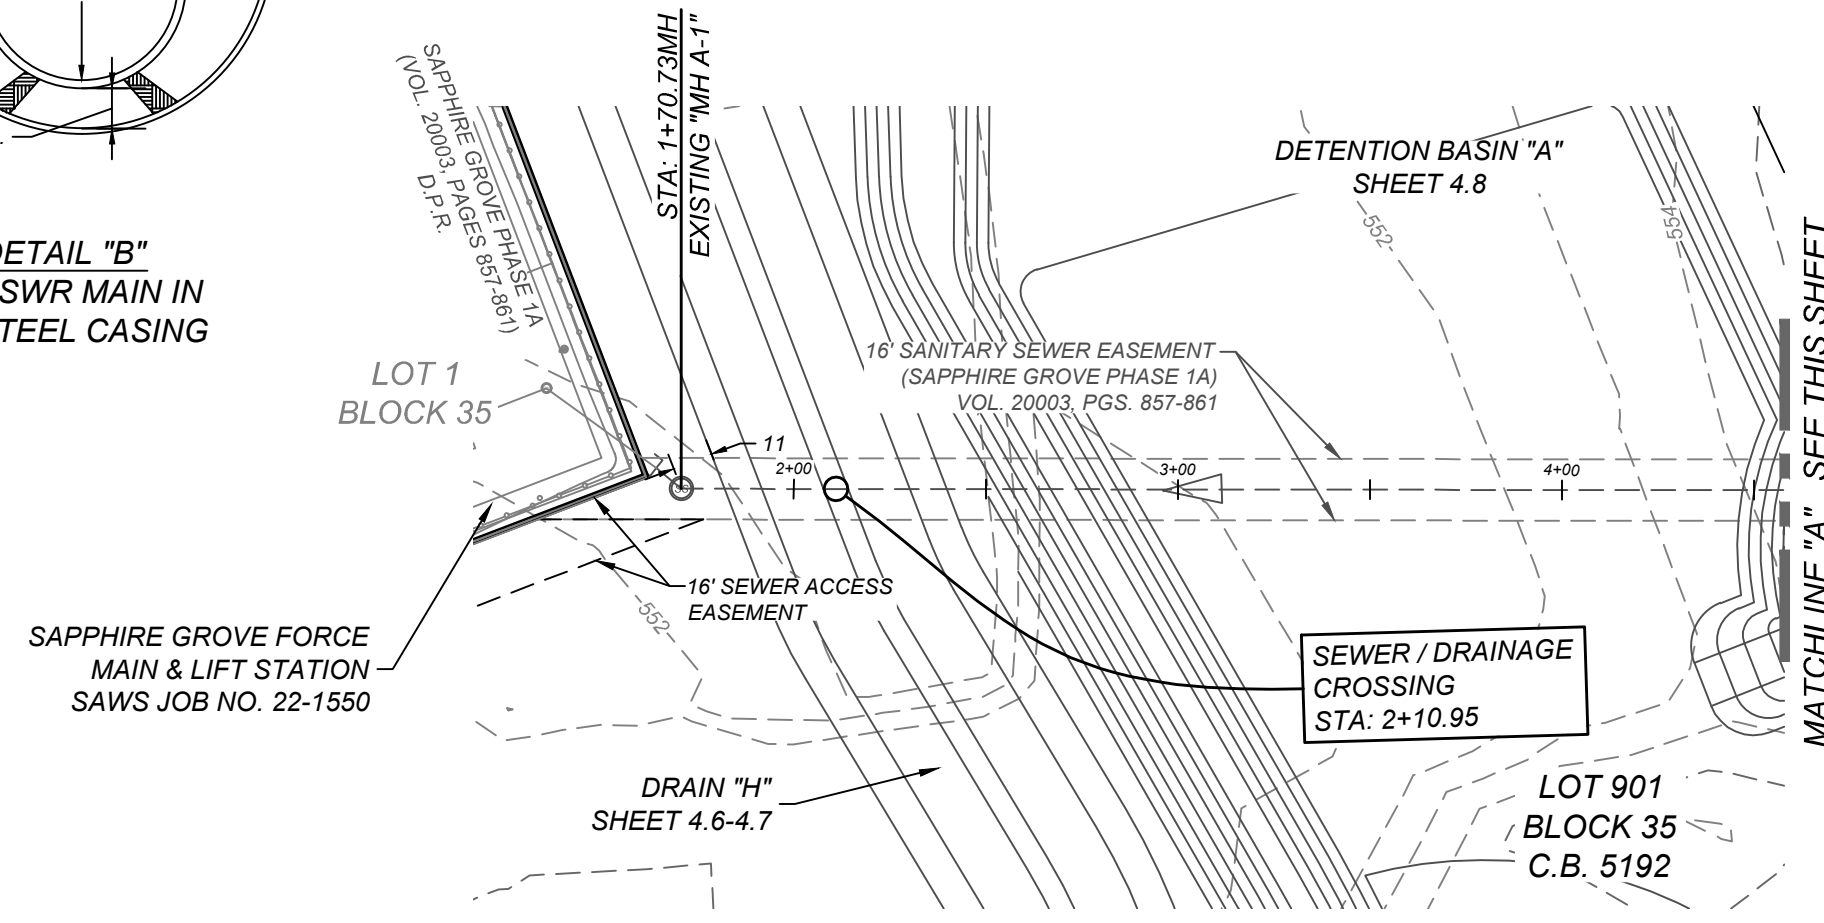 DETAIL "B"
SWR MAIN IN
STEEL CASING
SAPPHIRE GROVE PHASE 1A
(VOL. 20003, PAGES 857-861)
D.P.R.
STA: 1+70.73MH
EXISTING "MH A-1"
DETENTION BASIN "A"
SHEET 4.8
552
554
LOT 1
BLOCK 35
16' SANITARY SEWER EASEMENT
(SAPPHIRE GROVE PHASE 1A)
VOL. 20003, PGS. 857-861
11
2+00
3+00
4+00
16' SEWER ACCESS
EASEMENT
552
SAPPHIRE GROVE FORCE
MAIN & LIFT STATION
SAWS JOB NO. 22-1550
SEWER / DRAINAGE
CROSSING
STA: 2+10.95
DRAIN "H"
SHEET 4.6-4.7
LOT 901
BLOCK 35
C.B. 5192
MATCHLINE "A" SEE THIS SHEET